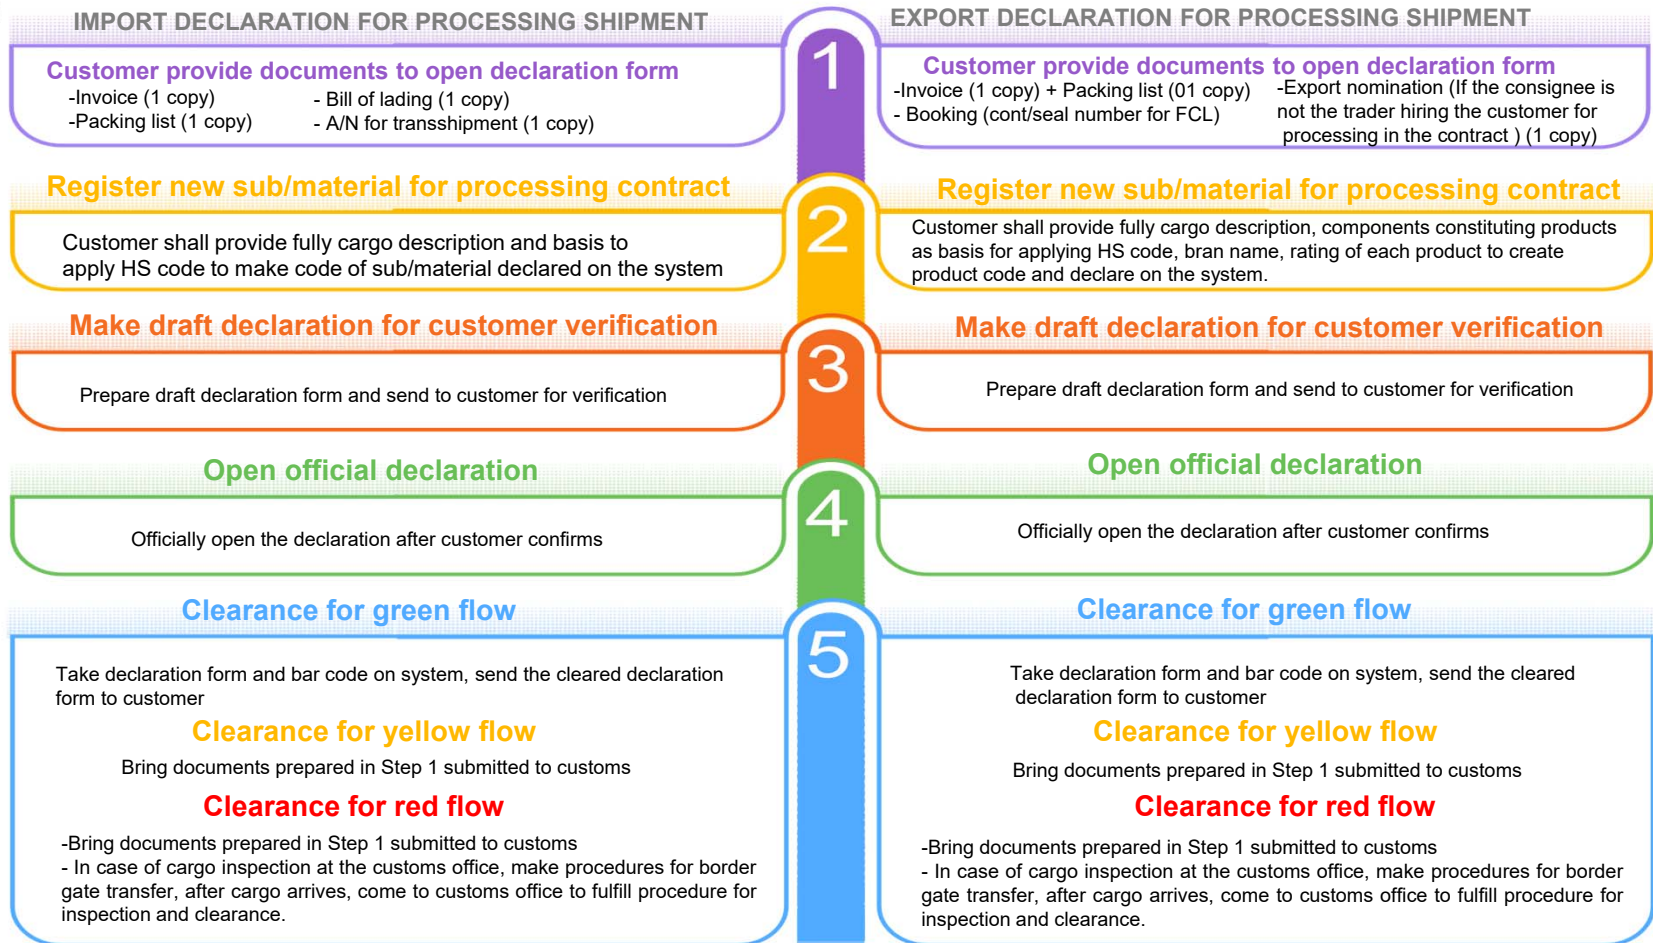 IMPORT DECLARATION FOR PROCESSING SHIPMENT
Customer provide documents to open declaration form
-Invoice (1 copy)
-Packing list (1 copy)
- Bill of lading (1 copy)
- A/N for transshipment (1 copy)
Register new sub/material for processing contract
Customer shall provide fully cargo description and basis to
apply HS code to make code of sub/material declared on the system
Make draft declaration for customer verification
Prepare draft declaration form and send to customer for verification
Open official declaration
Officially open the declaration after customer confirms
Clearance for green flow
Take declaration form and bar code on system, send the cleared declaration
form to customer
Clearance for yellow flow
Bring documents prepared in Step 1 submitted to customs
Clearance for red flow
-Bring documents prepared in Step 1 submitted to customs
- In case of cargo inspection at the customs office, make procedures for border
gate transfer, after cargo arrives, come to customs office to fulfill procedure for
inspection and clearance.
1
2
3
4
5
EXPORT DECLARATION FOR PROCESSING SHIPMENT
Customer provide documents to open declaration form
-Invoice (1 copy) + Packing list (01 copy)
- Booking (cont/seal number for FCL)
-Export nomination (If the consignee is
not the trader hiring the customer for
processing in the contract ) (1 copy)
Register new sub/material for processing contract
Customer shall provide fully cargo description, components constituting products
as basis for applying HS code, bran name, rating of each product to create
product code and declare on the system.
Make draft declaration for customer verification
Prepare draft declaration form and send to customer for verification
Open official declaration
Officially open the declaration after customer confirms
Clearance for green flow
Take declaration form and bar code on system, send the cleared
declaration form to customer
Clearance for yellow flow
Bring documents prepared in Step 1 submitted to customs
Clearance for red flow
-Bring documents prepared in Step 1 submitted to customs
- In case of cargo inspection at the customs office, make procedures for border
gate transfer, after cargo arrives, come to customs office to fulfill procedure for
inspection and clearance.